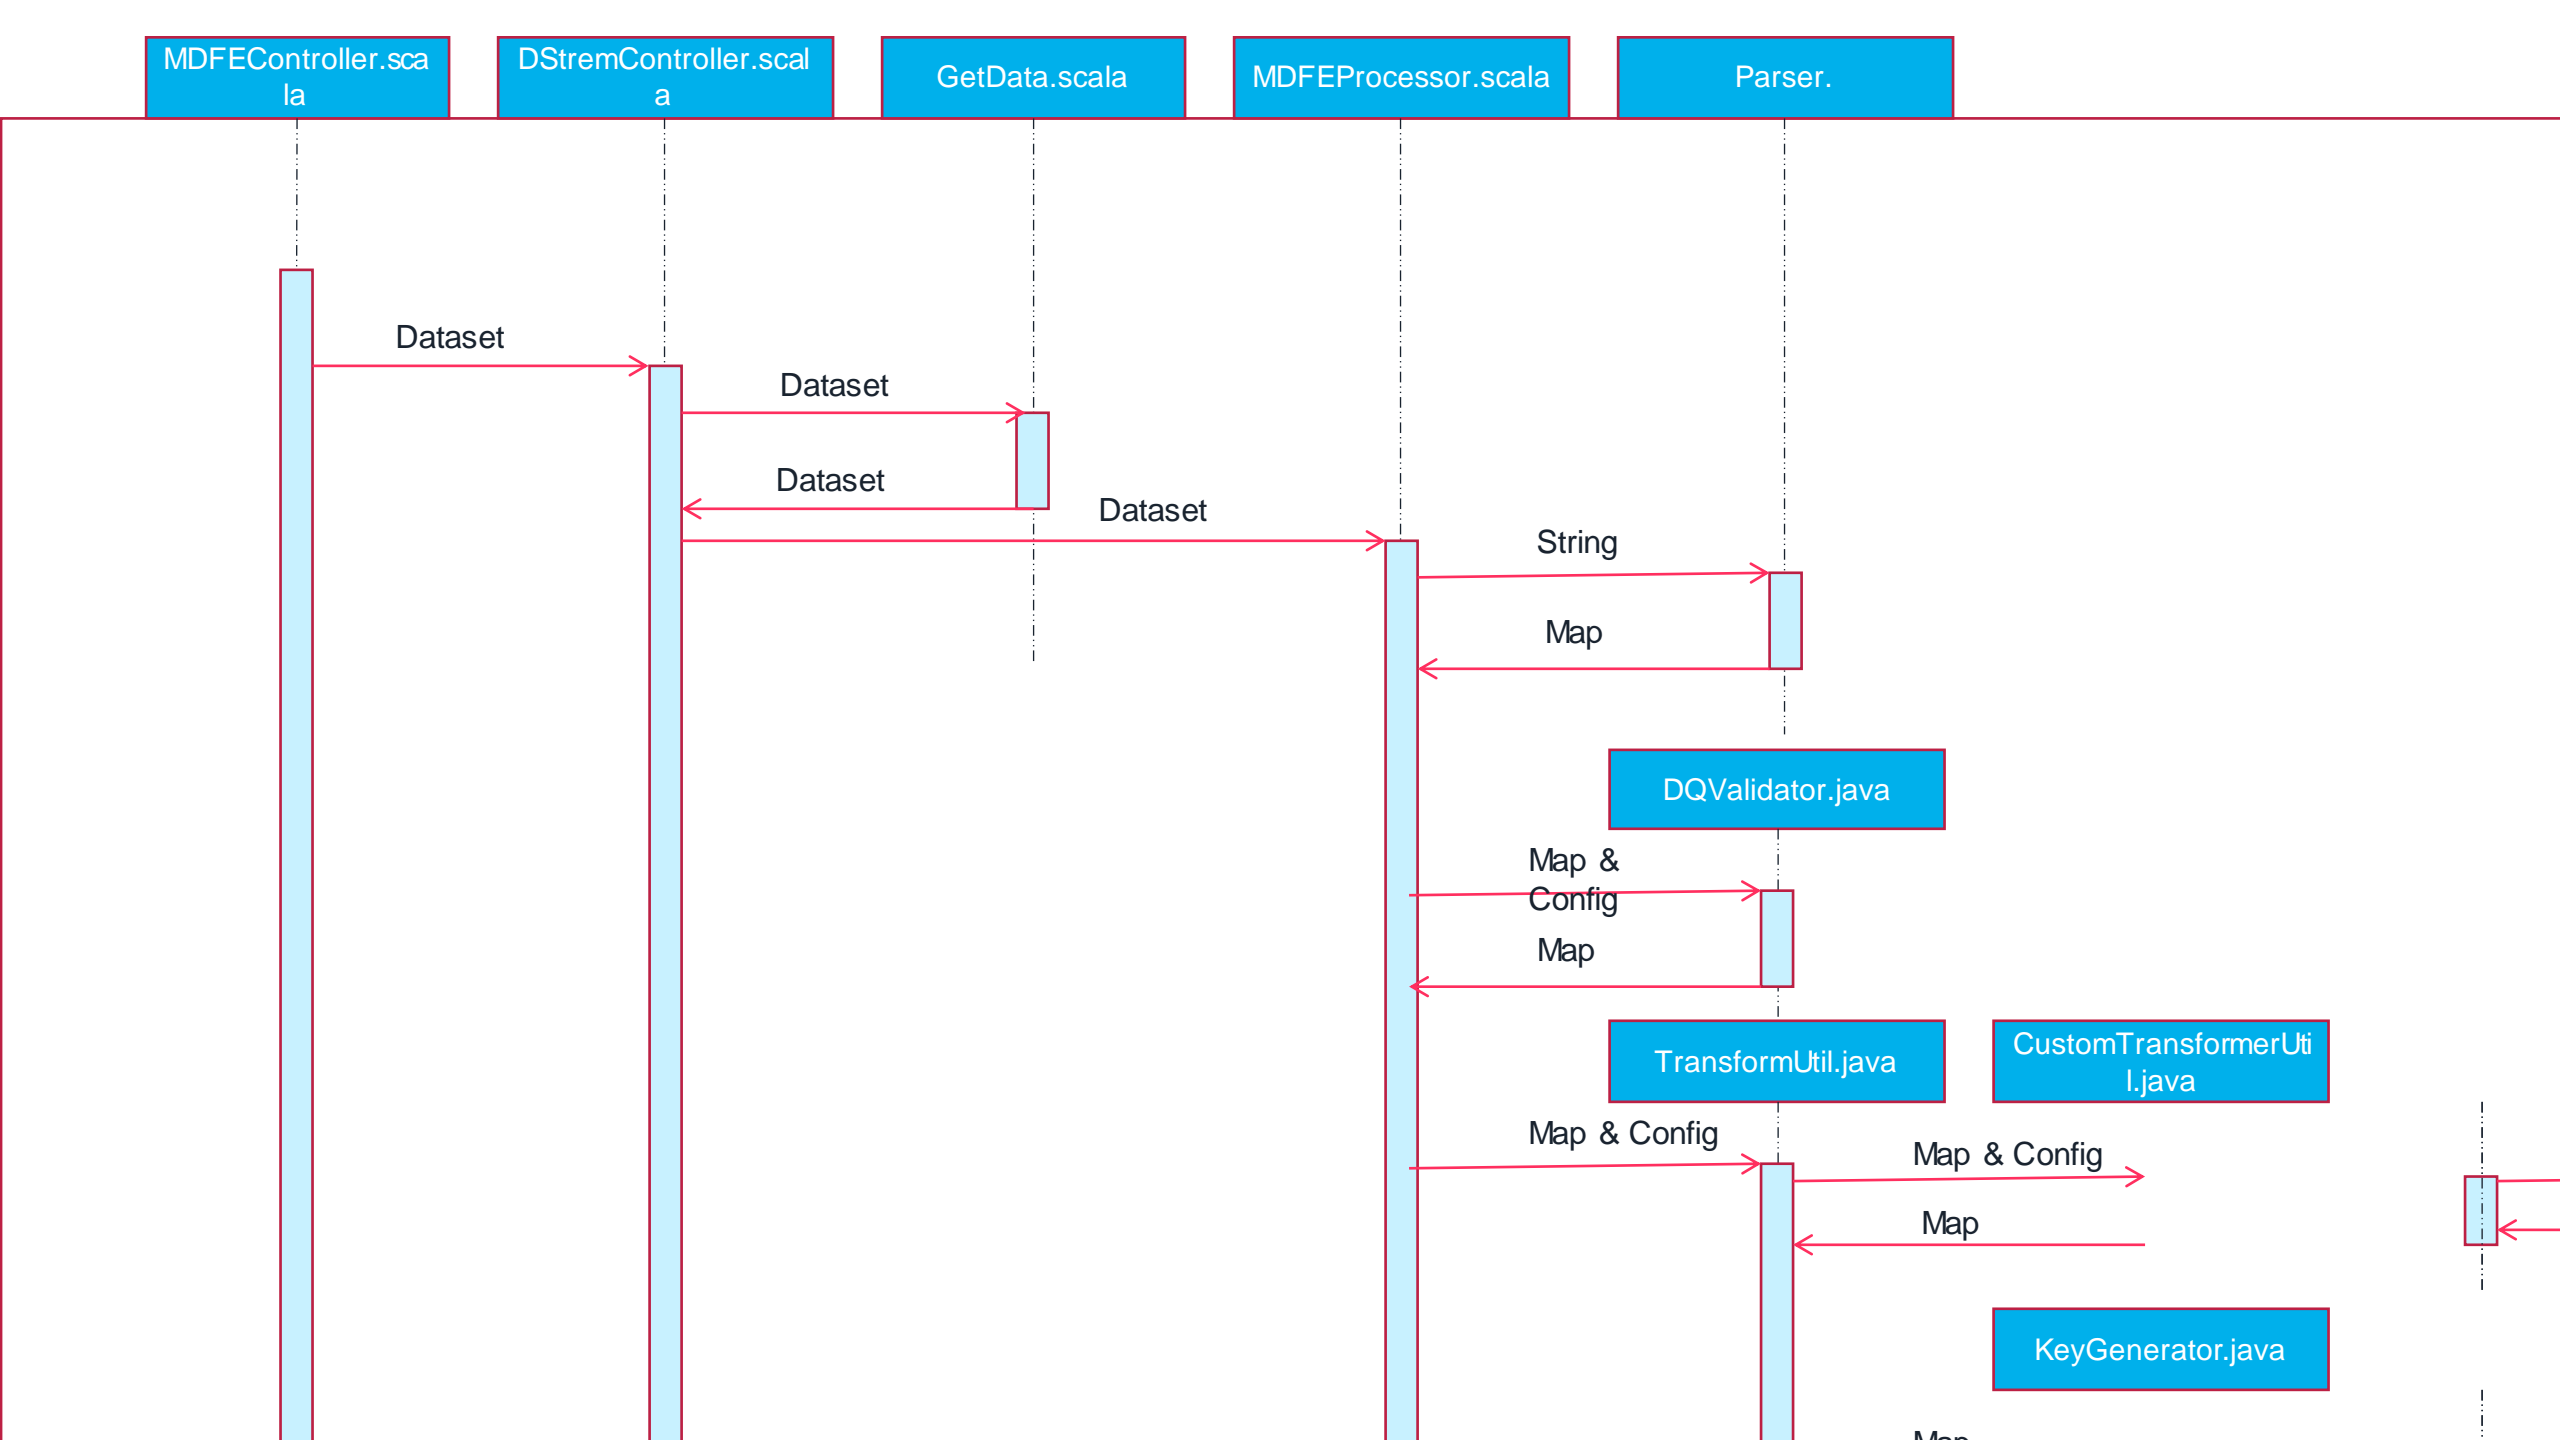 MDFEController.sca
la
DStremController.scal
a
GetData.scala
MDFEProcessor.scala
Parser.
Dataset
Dataset
Dataset
Dataset
String
Map
DQValidator.java
Map &
Config
Map
TransformUtil.java
CustomTransformerUti
l.java
Map & Config
Map & Config
Map
KeyGenerator.java
Map